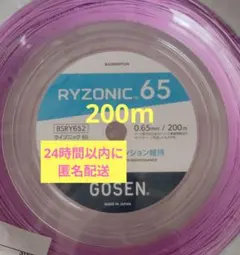 BADMINTON
RYZONIC 65
200m
BSRY652
ライゾニック 65
0.65mm / 200m
24時間以内に
匿名配送
ション維持
GOSEN
MADE IN JAPAN